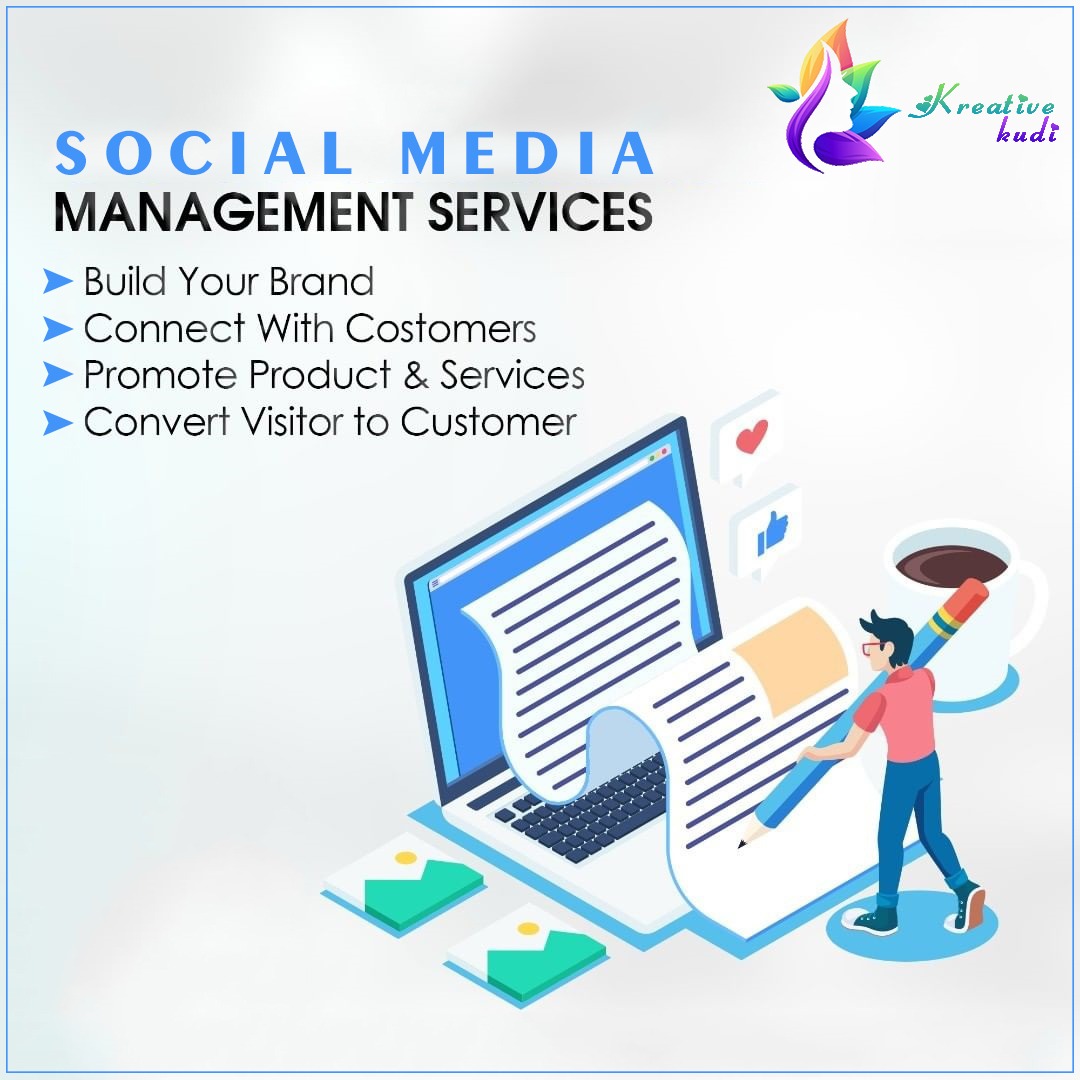 Kreative
kudi
SOCIAL MEDIA
MANAGEMENT SERVICES
Build Your Brand
Connect With Costomers
Promote Product & Services
Convert Visitor to Customer